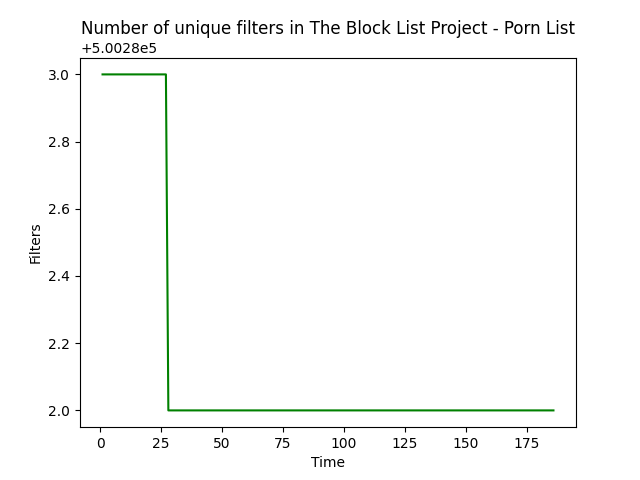 Number of unique filters in The Block List Project - Porn List
+5.0028e5
3.0
2.8
2.6
2.4
2.2
2.0
Filters
0 25 50 75 100 125 150 175
Time